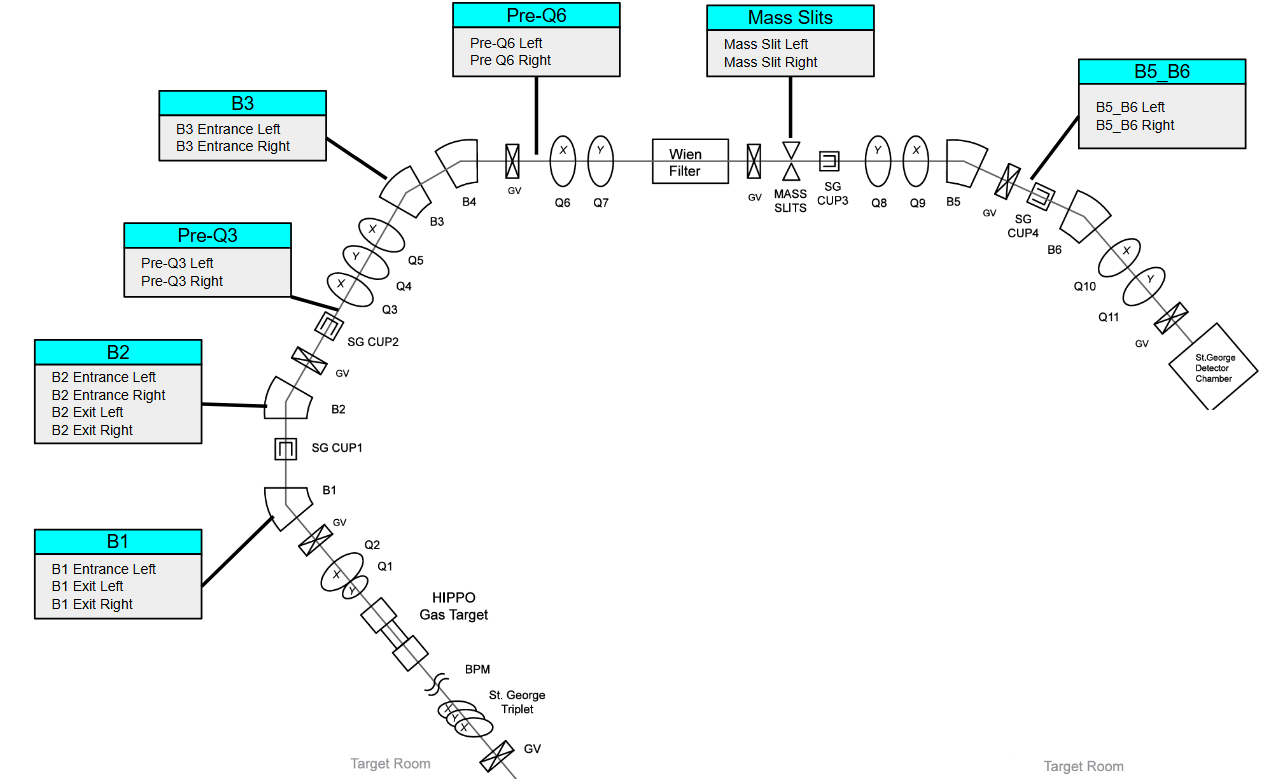 Pre-Q6
Pre-Q6 Left
Pre Q6 Right
Mass Slits
Mass Slit Left
Mass Slit Right
B5_B6
B5_B6 Left
B5_B6 Right
B3
B3 Entrance Left
B3 Entrance Right
Pre-Q3
Pre-Q3 Left
Pre-Q3 Right
B2
B2 Entrance Left
B2 Entrance Right
B2 Exit Left
B2 Exit Right
B1
B1 Entrance Left
B1 Exit Left
B1 Exit Right
B4
GV
X
Q6
Y
Q7
Wien
Filter
GV
MASS
SLITS
SG
CUP3
Y
Q8
X
Q9
B5
GV
SG
CUP4
B6
X
Q10
Y
Q11
GV
St.George
Detector
Chamber
B3
X
Q5
Y
Q4
X
Q3
SG CUP2
GV
B2
SG CUP1
B1
GV
Q2
X
Q1
Y
HIPPO
Gas Target
BPM
St. George
Triplet
X
Y
X
GV
Target Room
Target Room